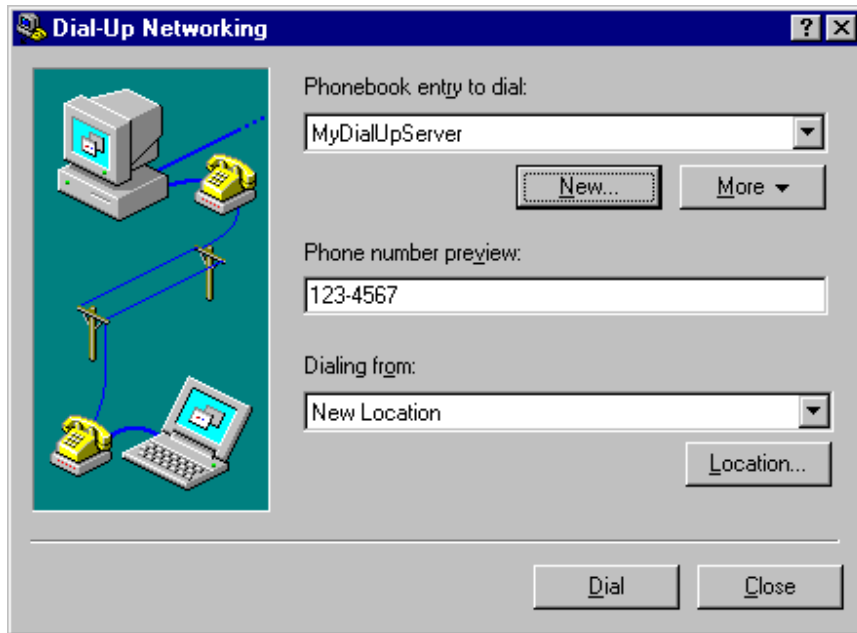 Dial-Up Networking
Phonebook entry to dial:
MyDialUpServer
New... More
Phone number preview:
123-4567
Dialing from:
New Location
Location...
Dial Close